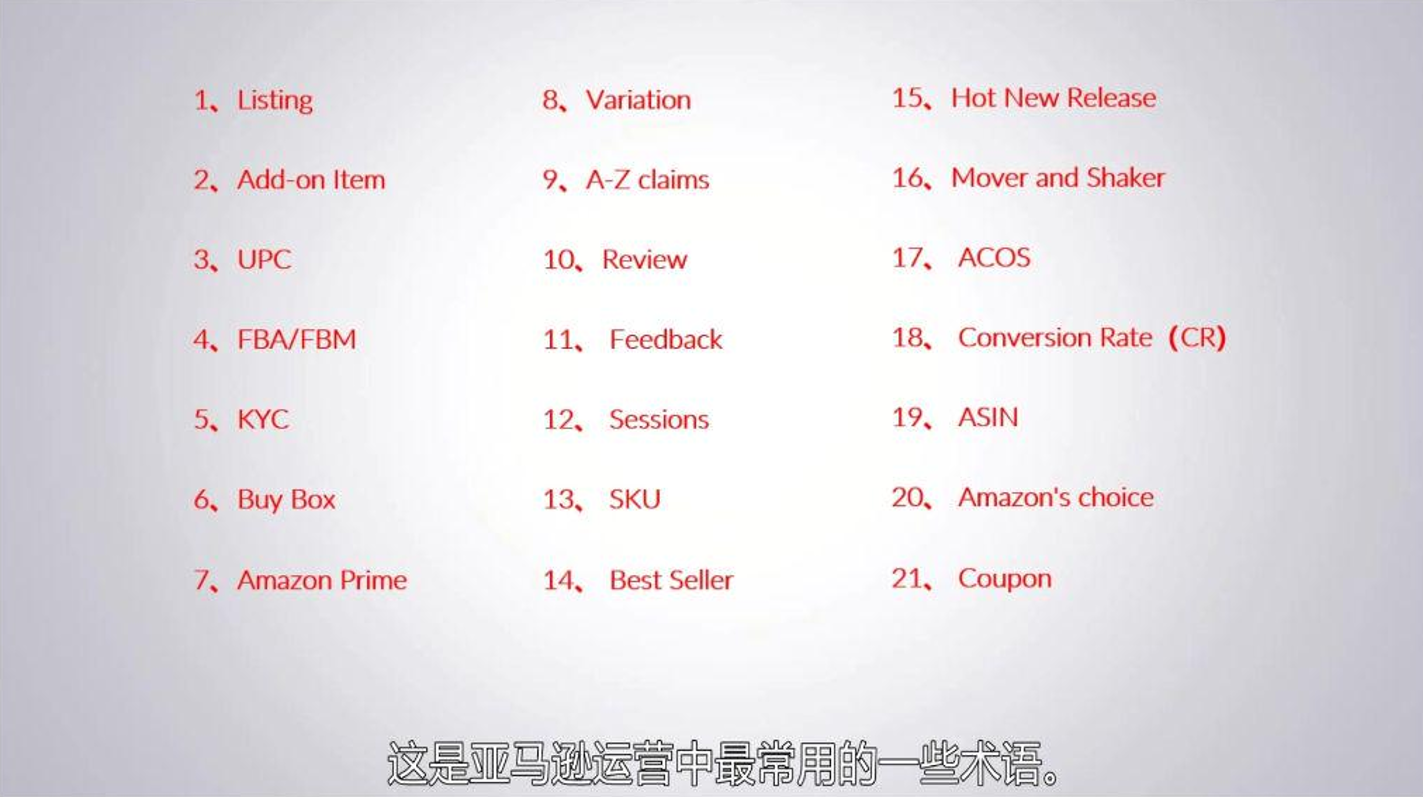 1、Listing
2、Add-on Item
3、UPC
4、FBA/FBM
5、KYC
6、Buy Box
7、Amazon Prime
8、Variation
9、A-Z claims
10、Review
11、 Feedback
12、 Sessions
13、 SKU
14、 Best Seller
15、Hot New Release
16、Mover and Shaker
17、 ACOS
18、 Conversion Rate（CR）
19、 ASIN
20、 Amazon's choice
21、 Coupon
这是亚马逊运营中最常用的一些术语。